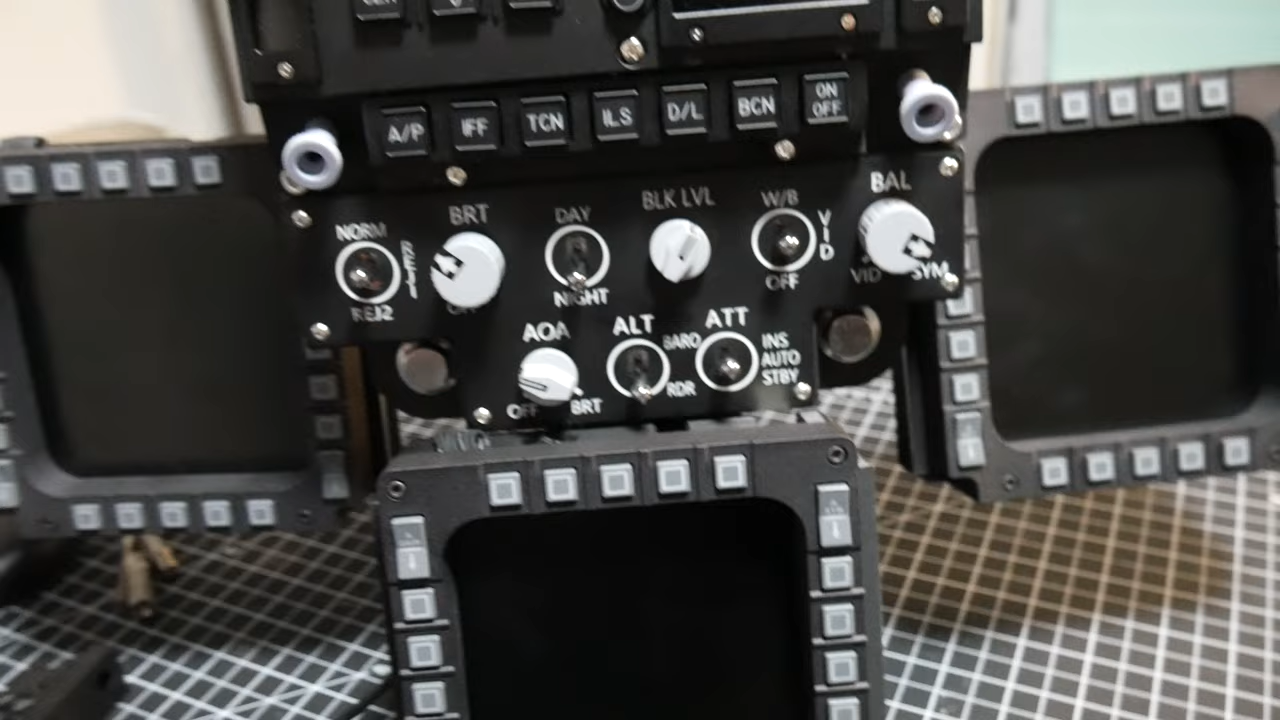 A/P IFF TCN ILS D/L BCN ON
OFF
NORM BRT DAY BLK LVL W/B VID BAL
REJ2 NIGHT OFF VID SYM
AOA ALT BARO ATT INS
AUTO
OFF BRT RDR STBY